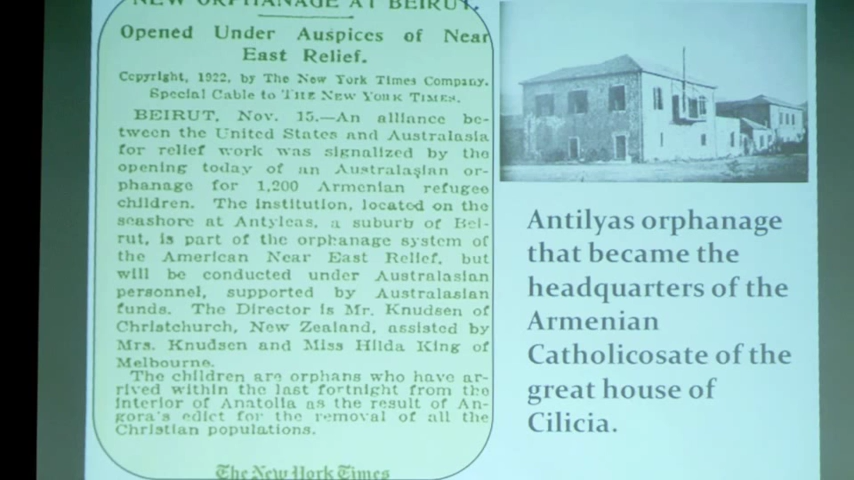 NEW ORPHANAGE AT BEIRUT.
Opened Under Auspices of Near
East Relief.
Copyright, 1922, by The New York Times Company.
Special Cable to THE NEW YORK TIMES.
BEIRUT, Nov. 15.—An alliance be-
tween the United States and Australasia
for relief work was signalized by the
opening today of an Australasian or-
phanage for 1,200 Armenian refugee
children. The institution, located on the
seashore at Antyleas, a suburb of Bei-
rut, is part of the orphanage system of
the American Near East Relief, but
will be conducted under Australasian
personnel, supported by Australasian
funds. The Director is Mr. Knudsen of
Christchurch, New Zealand, assisted by
Mrs. Knudsen and Miss Hilda King of
Melbourne.
The children are orphans who have ar-
rived within the last fortnight from the
interior of Anatolia as the result of An-
gora's edict for the removal of all the
Christian populations.
The New York Times
Antilyas orphanage
that became the
headquarters of the
Armenian
Catholicosate of the
great house of
Cilicia.